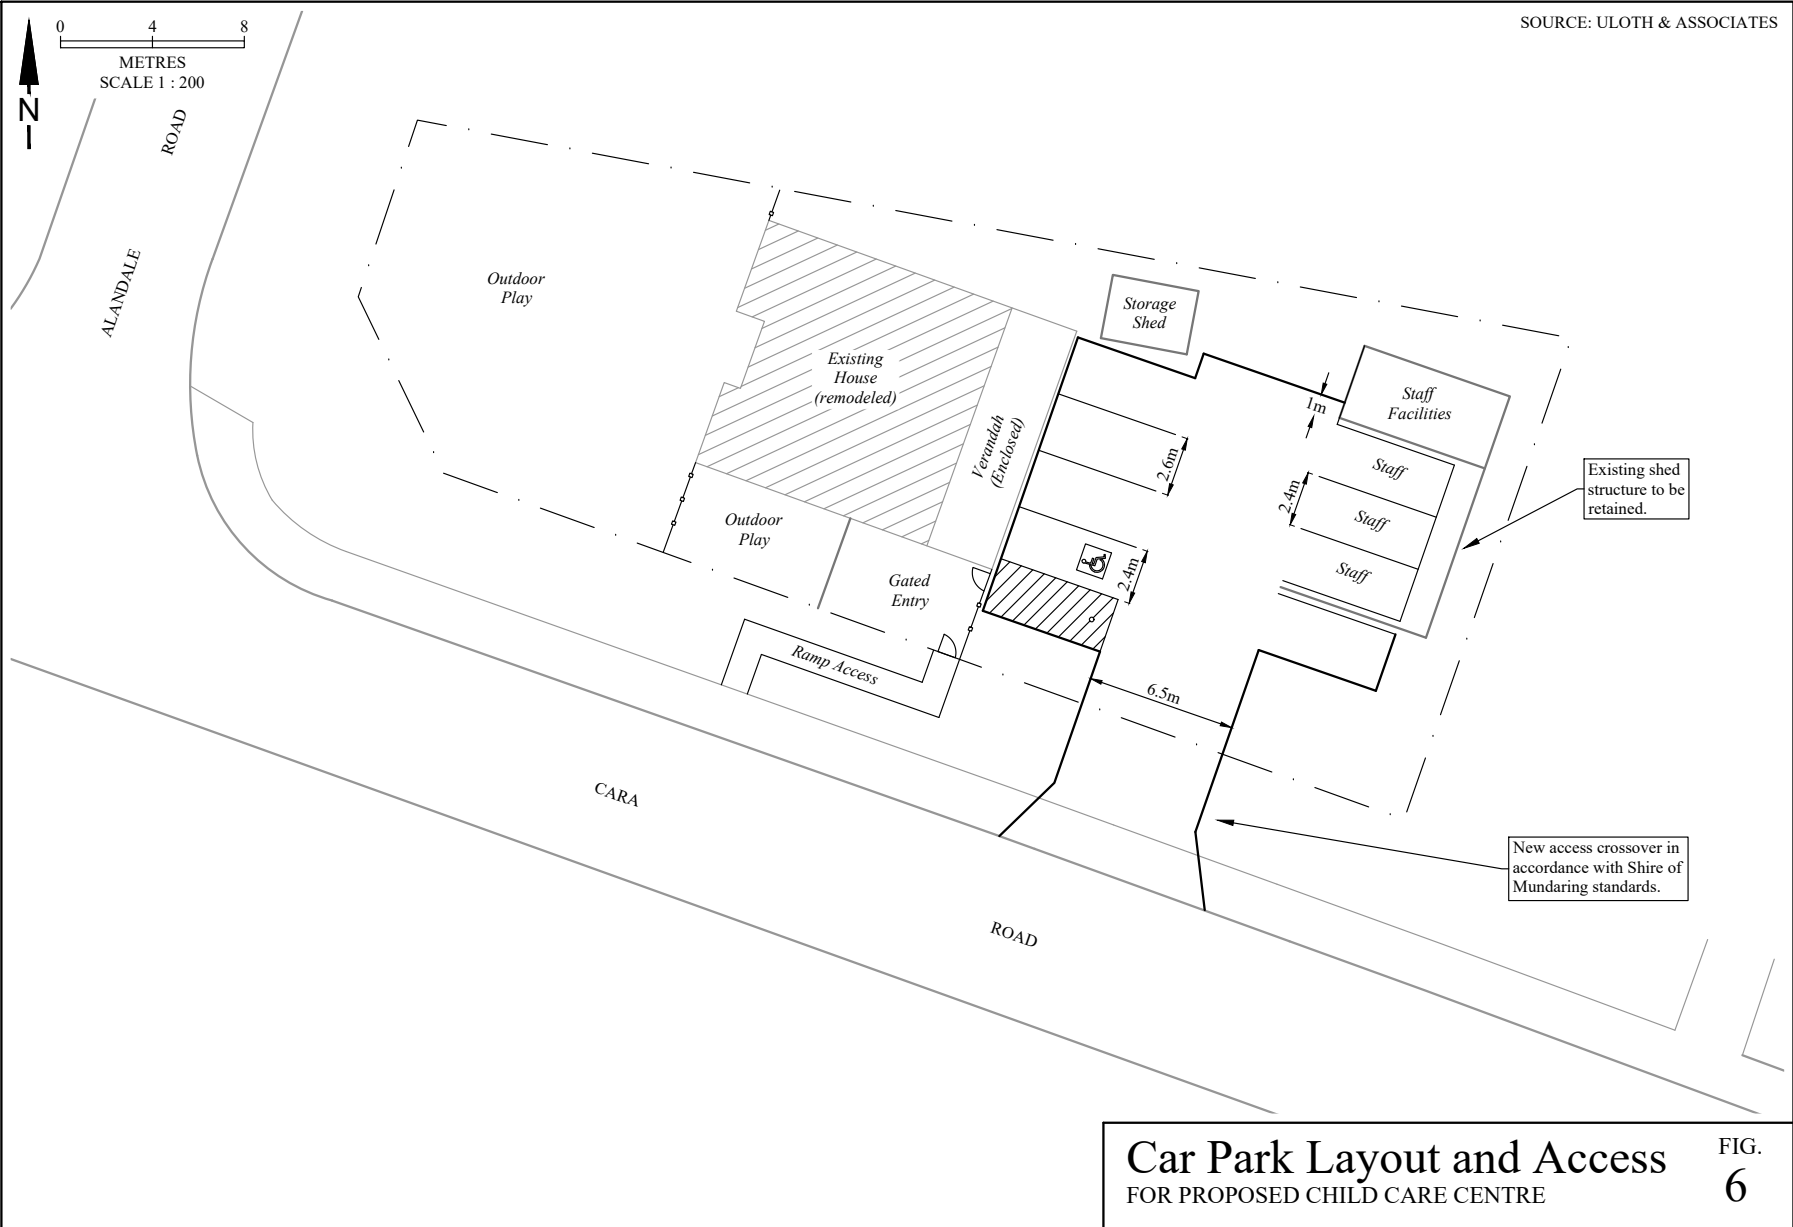 SOURCE: ULOTH & ASSOCIATES
0 4 8
METRES
SCALE 1 : 200
N
ROAD
ALANDALE
Outdoor
Play
Existing
House
(remodeled)
Verandah
(Enclosed)
Storage
Shed
Staff
Facilities
1m
2.6m
2.4m
Staff
Staff
Staff
2.4m
Existing shed
structure to be
retained.
Outdoor
Play
Gated
Entry
Ramp Access
6.5m
CARA
ROAD
New access crossover in
accordance with Shire of
Mundaring standards.
Car Park Layout and Access
FOR PROPOSED CHILD CARE CENTRE
FIG.
6